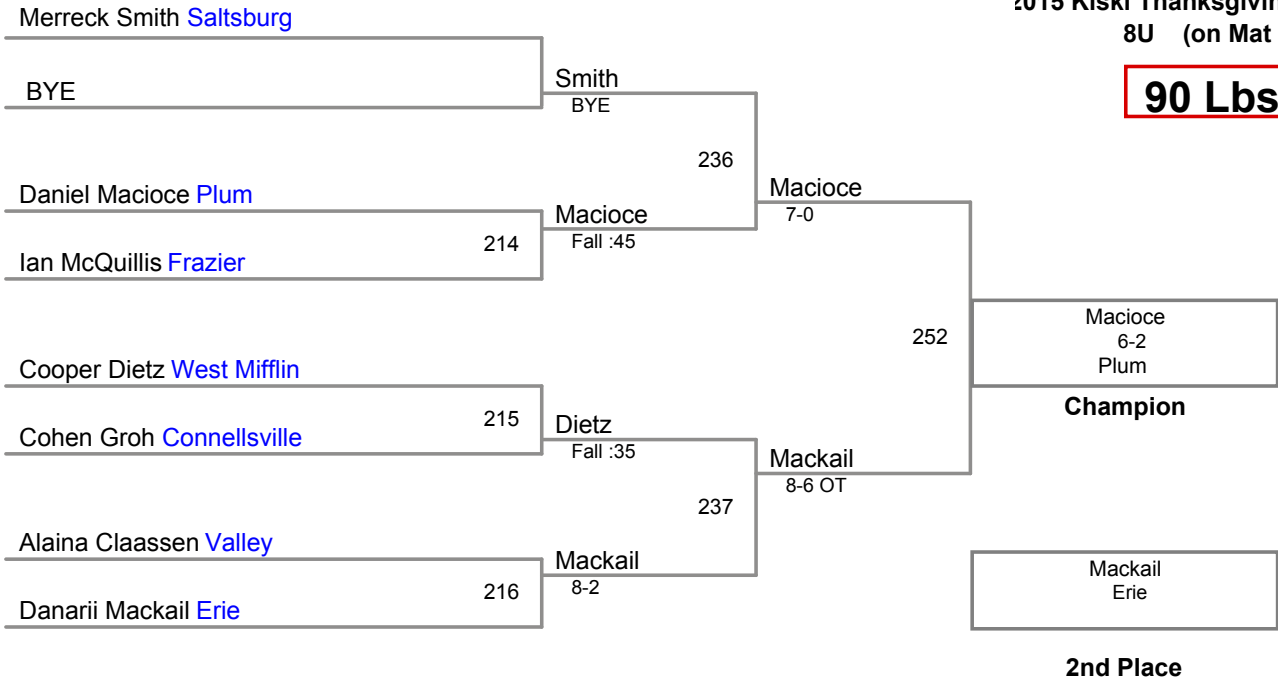 2015 Kiski Thanksgivin
8U (on Mat
90 Lbs
Merreck Smith Saltsburg
BYE
Smith
BYE
236
Daniel Macioce Plum
Macioce
7-0
Macioce
Fall :45
214
Ian McQuillis Frazier
252
Macioce
6-2
Plum
Champion
Cooper Dietz West Mifflin
215
Dietz
Fall :35
Cohen Groh Connellsville
Mackail
8-6 OT
237
Alaina Claassen Valley
Mackail
8-2
216
Danarii Mackail Erie
Mackail
Erie
2nd Place